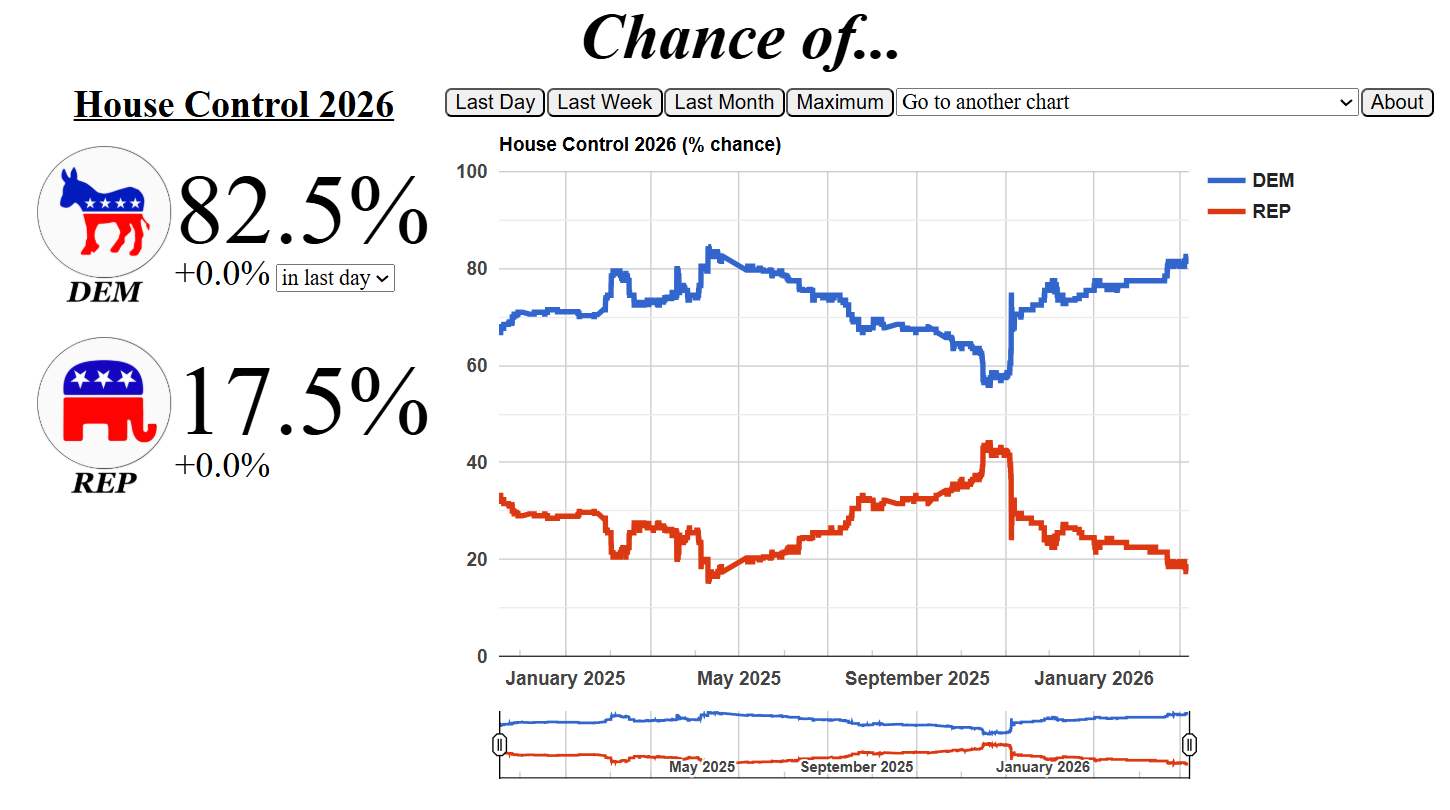 Chance of...
House Control 2026
Last Day Last Week Last Month Maximum Go to another chart About
82.5%
+0.0% in last day
DEM
17.5%
+0.0%
REP
House Control 2026 (% chance)
100
80
60
40
20
0
DEM
REP
January 2025 May 2025 September 2025 January 2026
May 2025 September 2025 January 2026